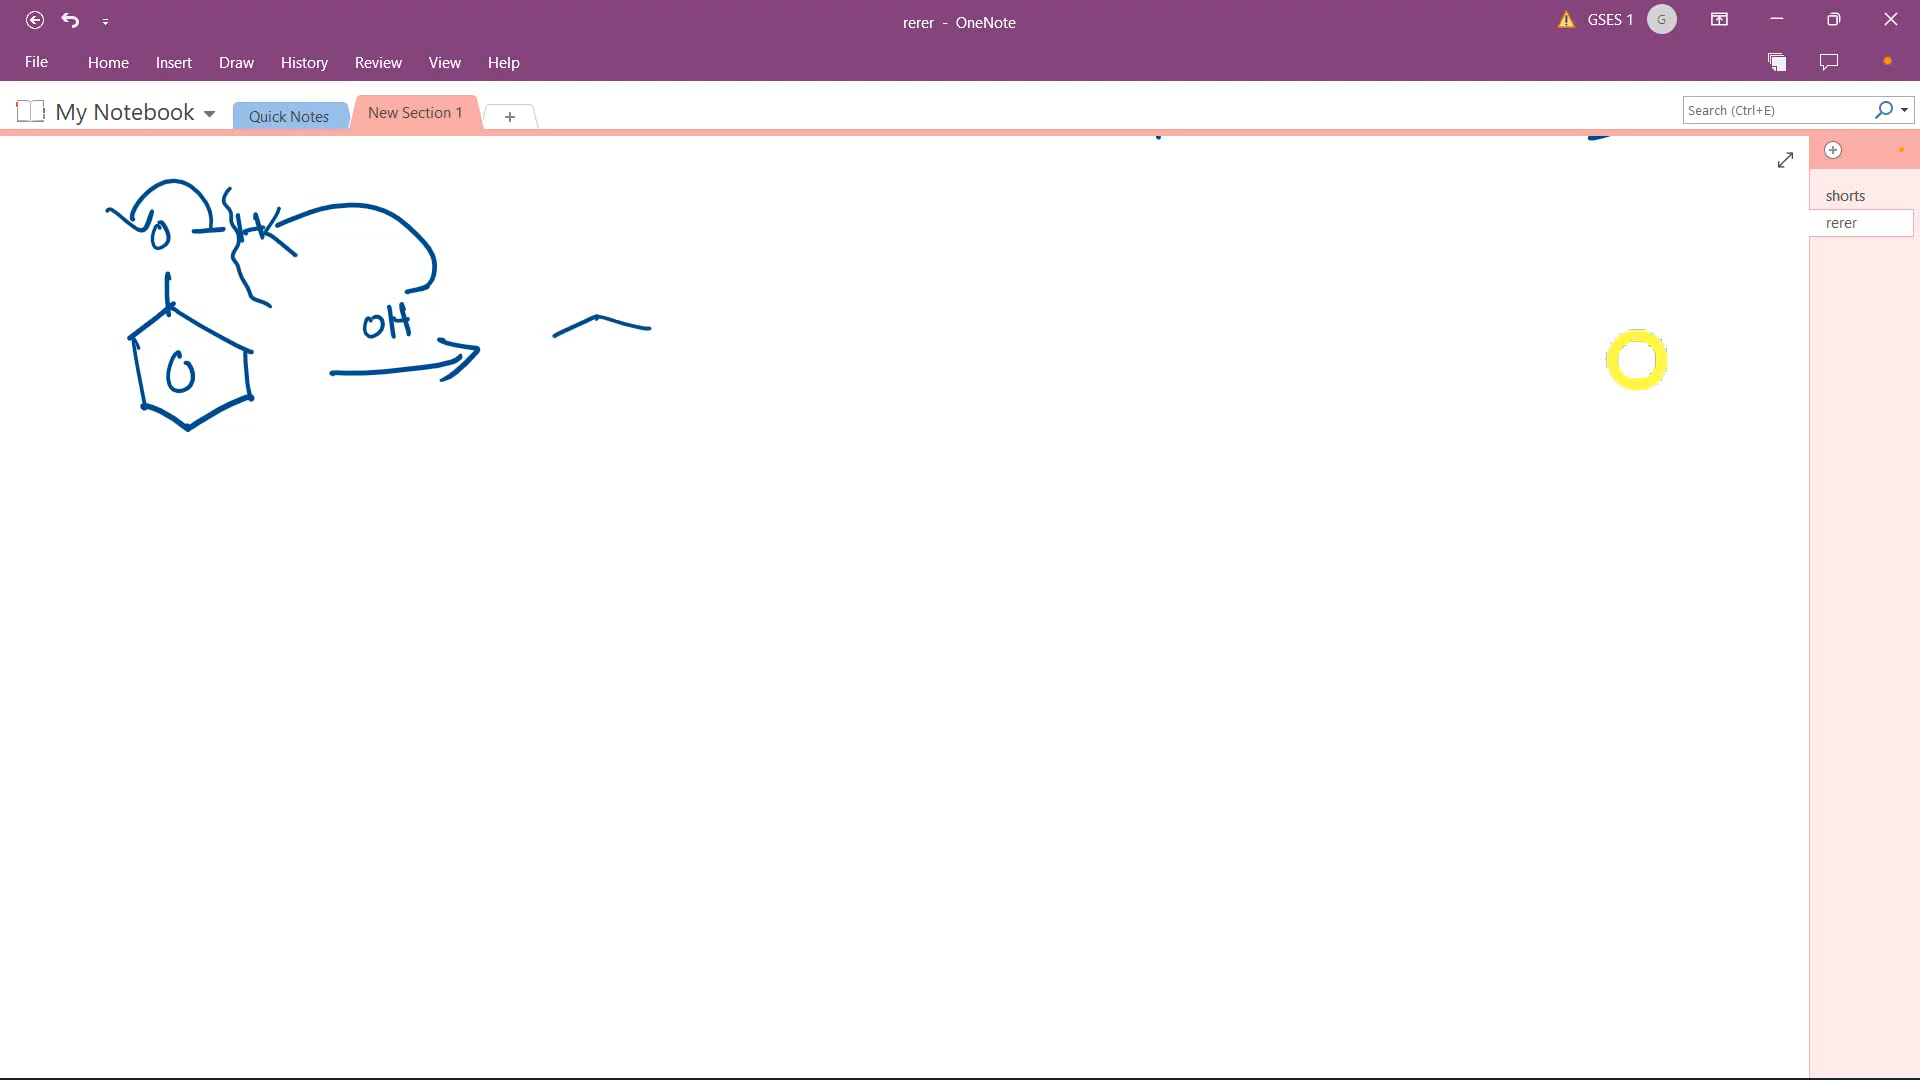 rerer - OneNote
GSES 1
G
File Home Insert Draw History Review View Help
My Notebook
Quick Notes
New Section 1
+
Search (Ctrl+E)
shorts
rerer
O
OH